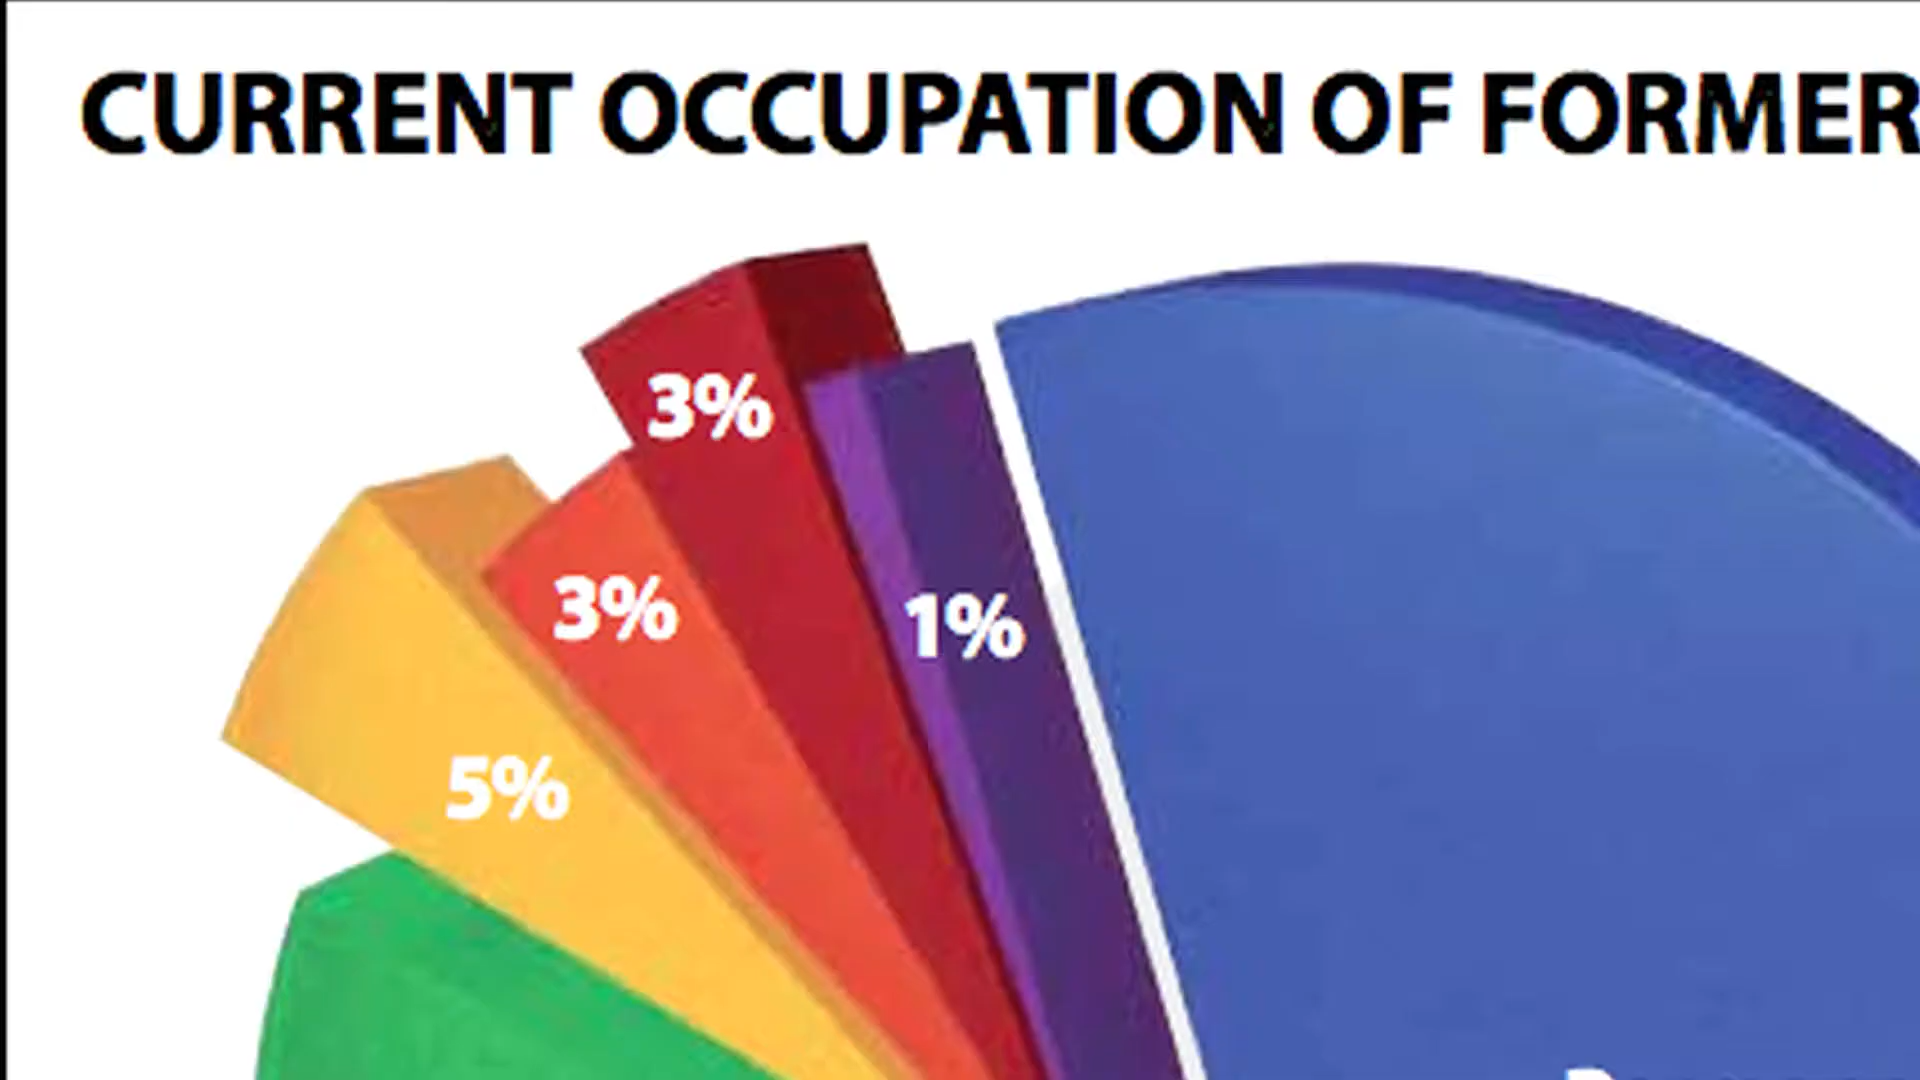 CURRENT OCCUPATION OF FORMER
3%
3%
1%
5%